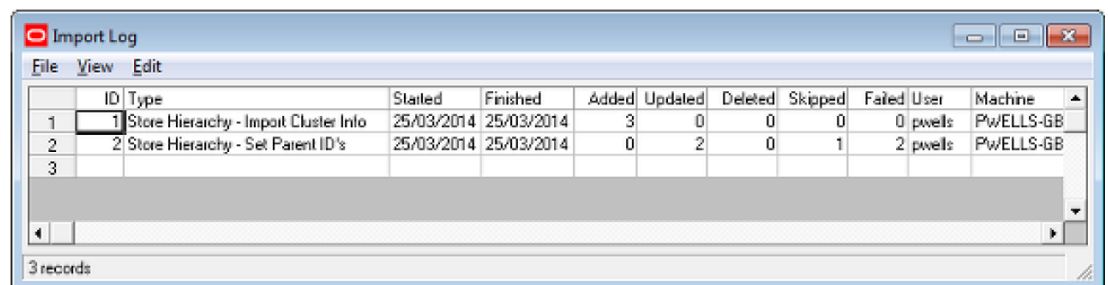 Import Log
File View Edit
ID Type Started Finished Added Updated Deleted Skipped Failed User Machine
1 1 Store Hierarchy - Import Cluster Info 25/03/2014 25/03/2014 3 0 0 0 0 pwells PWELLS-GB
2 2 Store Hierarchy - Set Parent ID's 25/03/2014 25/03/2014 0 2 0 1 2 pwells PWELLS-GB
3
3 records